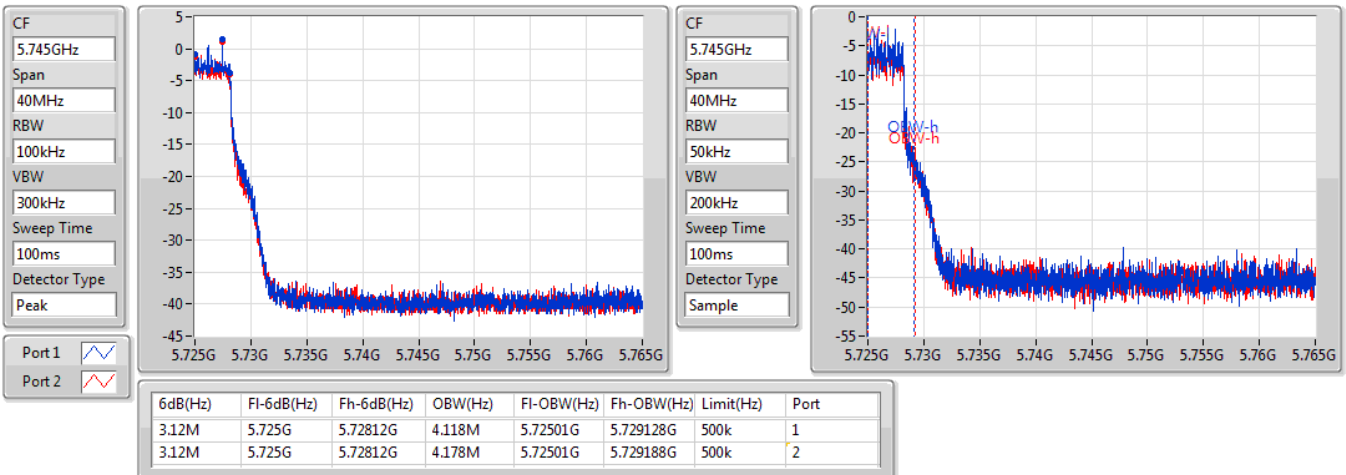 CF
5.745GHz
Span
40MHz
RBW
100kHz
VBW
300kHz
Sweep Time
100ms
Detector Type
Peak
Port 1
Port 2
5
0
-5
-10
-15
-20
-25
-30
-35
-40
-45
5.725G 5.73G 5.735G 5.74G 5.745G 5.75G 5.755G 5.76G 5.765G
CF
5.745GHz
Span
40MHz
RBW
50kHz
VBW
200kHz
Sweep Time
100ms
Detector Type
Sample
0
-5
-10
-15
-20
-25
-30
-35
-40
-45
-50
-55
OBW-h
OBW-h
5.725G 5.73G 5.735G 5.74G 5.745G 5.75G 5.755G 5.76G 5.765G
6dB(Hz) Fl-6dB(Hz) Fh-6dB(Hz) OBW(Hz) Fl-OBW(Hz) Fh-OBW(Hz) Limit(Hz) Port
3.12M 5.725G 5.72812G 4.118M 5.72501G 5.729128G 500k 1
3.12M 5.725G 5.72812G 4.178M 5.72501G 5.729188G 500k 2